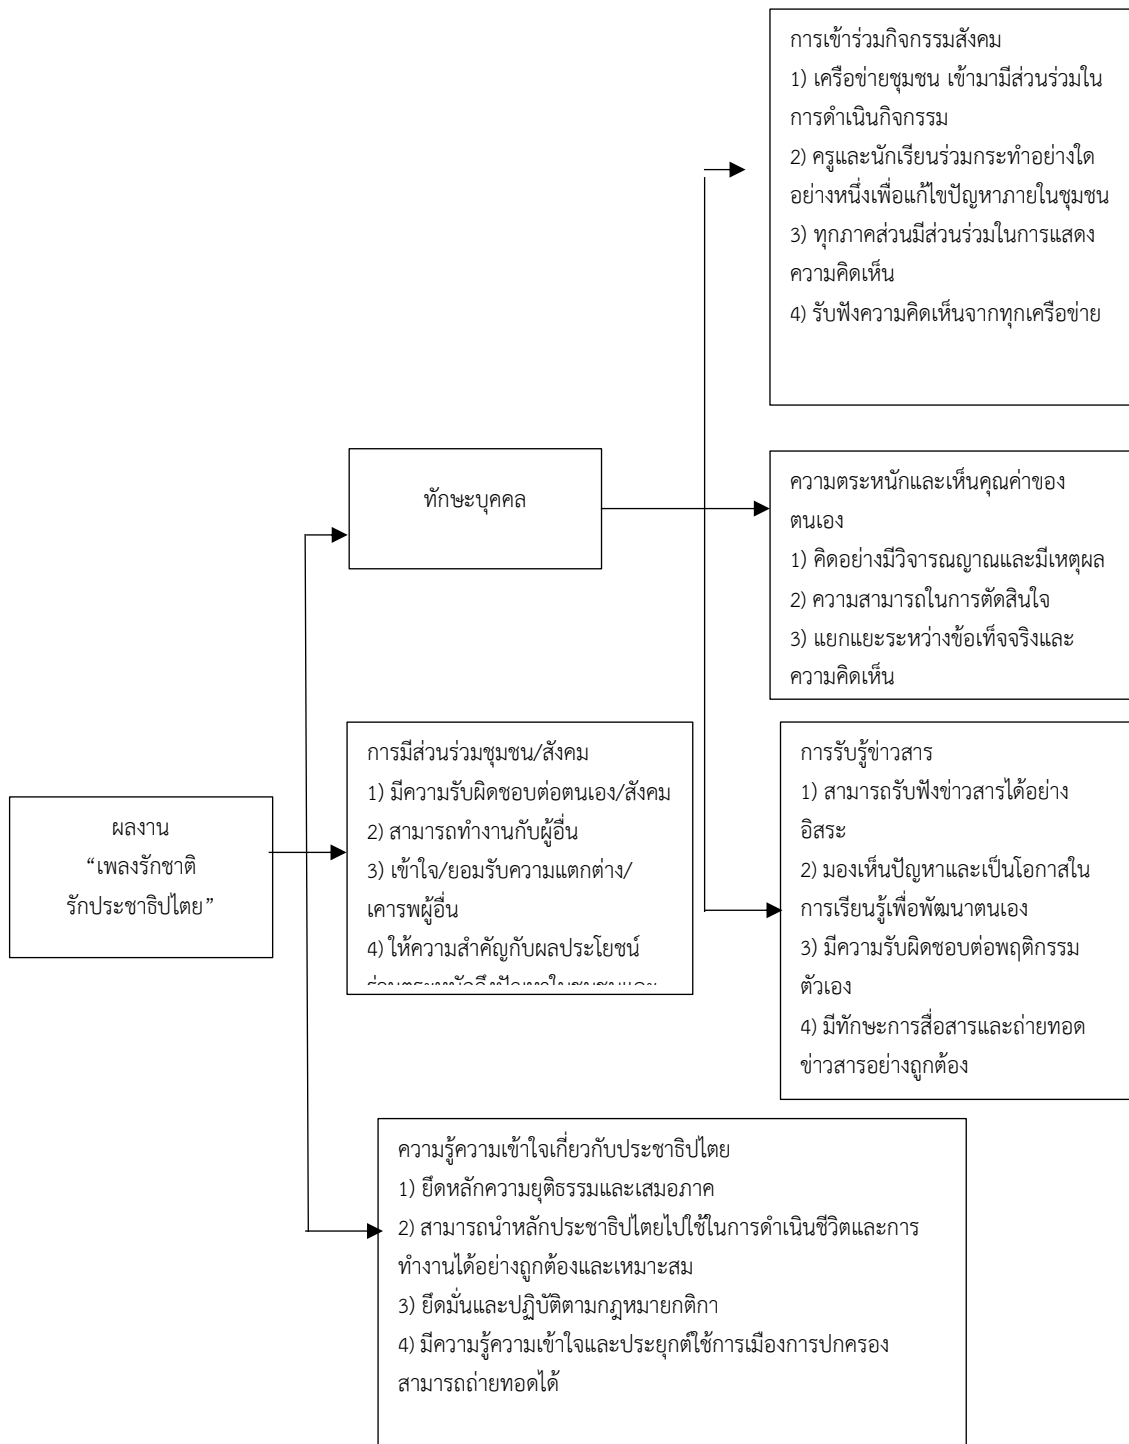 การเข้าร่วมกิจกรรมสังคม
1) เครือข่ายชุมชน เข้ามามีส่วนร่วมใน
การดำเนินกิจกรรม
2) ครูและนักเรียนร่วมกระทำอย่างใด
อย่างหนึ่งเพื่อแก้ไขปัญหาภายในชุมชน
3) ทุกภาคส่วนมีส่วนร่วมในการแสดง
ความคิดเห็น
4) รับฟังความคิดเห็นจากทุกเครือข่าย
ทักษะบุคคล
ความตระหนักและเห็นคุณค่าของ
ตนเอง
1) คิดอย่างมีวิจารณญาณและมีเหตุผล
2) ความสามารถในการตัดสินใจ
3) แยกแยะระหว่างข้อเท็จจริงและ
ความคิดเห็น
การมีส่วนร่วมชุมชน/สังคม
1) มีความรับผิดชอบต่อตนเอง/สังคม
2) สามารถทำงานกับผู้อื่น
3) เข้าใจ/ยอมรับความแตกต่าง/
เคารพผู้อื่น
4) ให้ความสำคัญกับผลประโยชน์
ร่วมตระหนักถึงปัญหาในชุมชนและ
การรับรู้ข่าวสาร
1) สามารถรับฟังข่าวสารได้อย่าง
อิสระ
2) มองเห็นปัญหาและเป็นโอกาสใน
การเรียนรู้เพื่อพัฒนาตนเอง
3) มีความรับผิดชอบต่อพฤติกรรม
ตัวเอง
4) มีทักษะการสื่อสารและถ่ายทอด
ข่าวสารอย่างถูกต้อง
ผลงาน
“เพลงรักชาติ
รักประชาธิปไตย”
ความรู้ความเข้าใจเกี่ยวกับประชาธิปไตย
1) ยึดหลักความยุติธรรมและเสมอภาค
2) สามารถนำหลักประชาธิปไตยไปใช้ในการดำเนินชีวิตและการ
ทำงานได้อย่างถูกต้องและเหมาะสม
3) ยึดมั่นและปฏิบัติตามกฎหมายกติกา
4) มีความรู้ความเข้าใจและประยุกต์ใช้การเมืองการปกครอง
สามารถถ่ายทอดได้